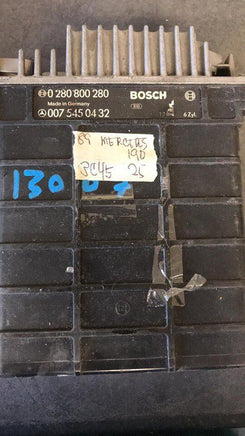 0 280 800 280 BOSCH
Made in Germany
007 545 04 32 6 Zyl.
89 MERCEDES
190
25
130